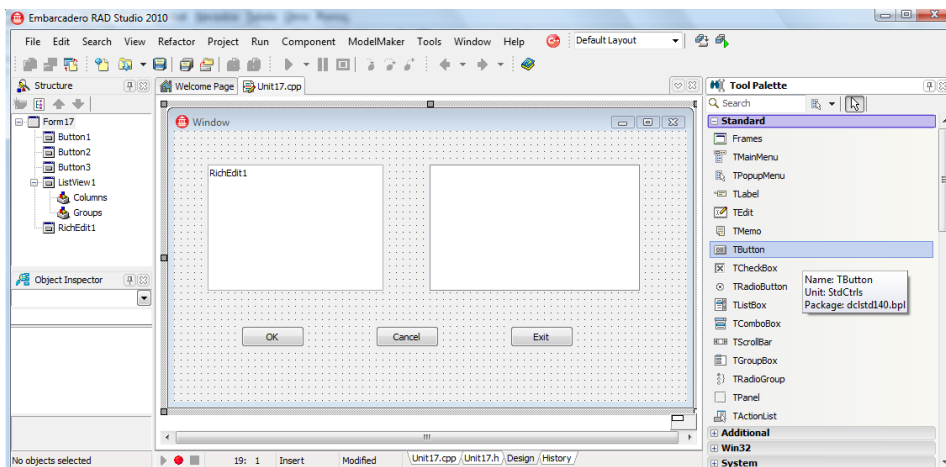 Embarcadero RAD Studio 2010
File Edit Search View Refactor Project Run Component ModelMaker Tools Window Help Default Layout
Structure
Welcome Page Unit17.cpp
Tool Palette
Search
Form17
Button1
Button2
Button3
ListView1
Columns
Groups
RichEdit1
Object Inspector
Window
RichEdit1
OK Cancel Exit
Standard
Frames
TMainMenu
TPopupMenu
TLabel
TEdit
TMemo
TButton
TCheckBox
TRadioButton
TListBox
TComboBox
TScrollBar
TGroupBox
TRadioGroup
TPanel
TActionList
Additional
Win32
System
Name: TButton
Unit: StdCtrls
Package: dclstd140.bpl
No objects selected
19: 1 Insert Modified Unit17.cpp Unit17.h Design History